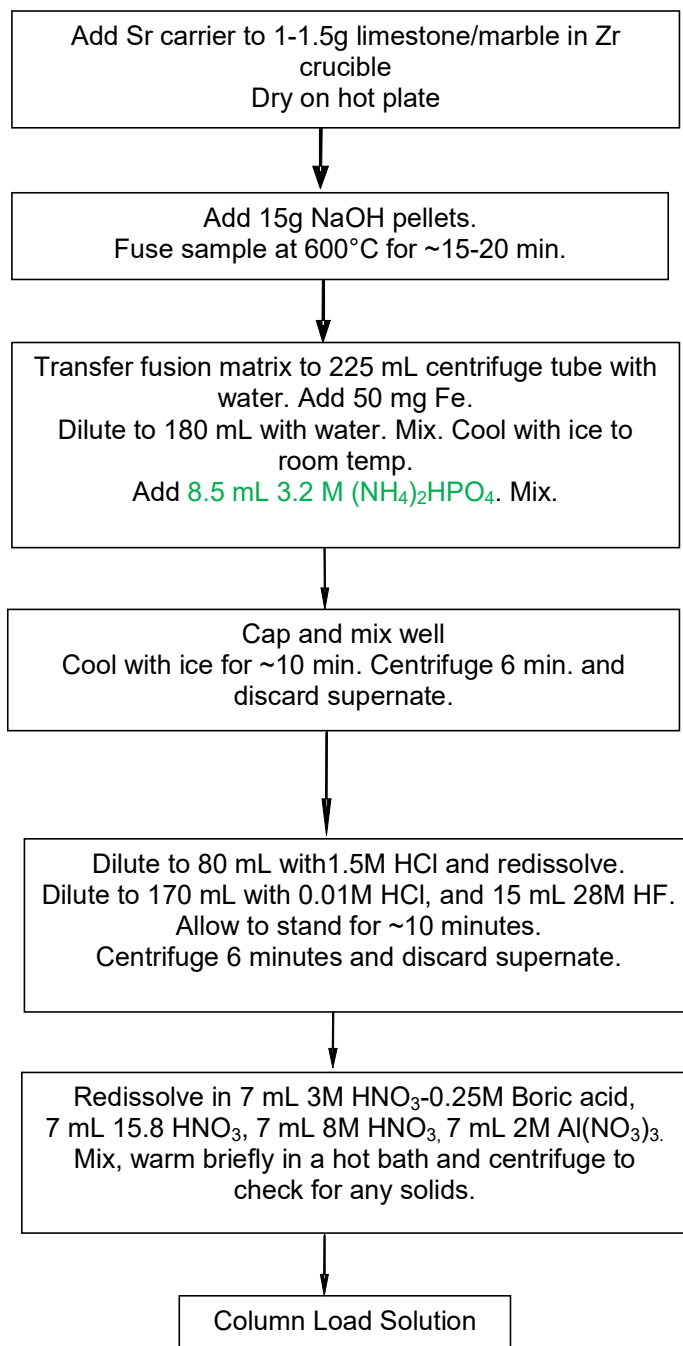 Add Sr carrier to 1-1.5g limestone/marble in Zr
crucible
Dry on hot plate
Add 15g NaOH pellets.
Fuse sample at 600°C for ~15-20 min.
Transfer fusion matrix to 225 mL centrifuge tube with
water. Add 50 mg Fe.
Dilute to 180 mL with water. Mix. Cool with ice to
room temp.
Add 8.5 mL 3.2 M (NH₄)₂HPO₄. Mix.
Cap and mix well
Cool with ice for ~10 min. Centrifuge 6 min. and
discard supernate.
Dilute to 80 mL with1.5M HCl and redissolve.
Dilute to 170 mL with 0.01M HCl, and 15 mL 28M HF.
Allow to stand for ~10 minutes.
Centrifuge 6 minutes and discard supernate.
Redissolve in 7 mL 3M HNO₃-0.25M Boric acid,
7 mL 15.8 HNO₃, 7 mL 8M HNO₃, 7 mL 2M Al(NO₃)₃.
Mix, warm briefly in a hot bath and centrifuge to
check for any solids.
Column Load Solution